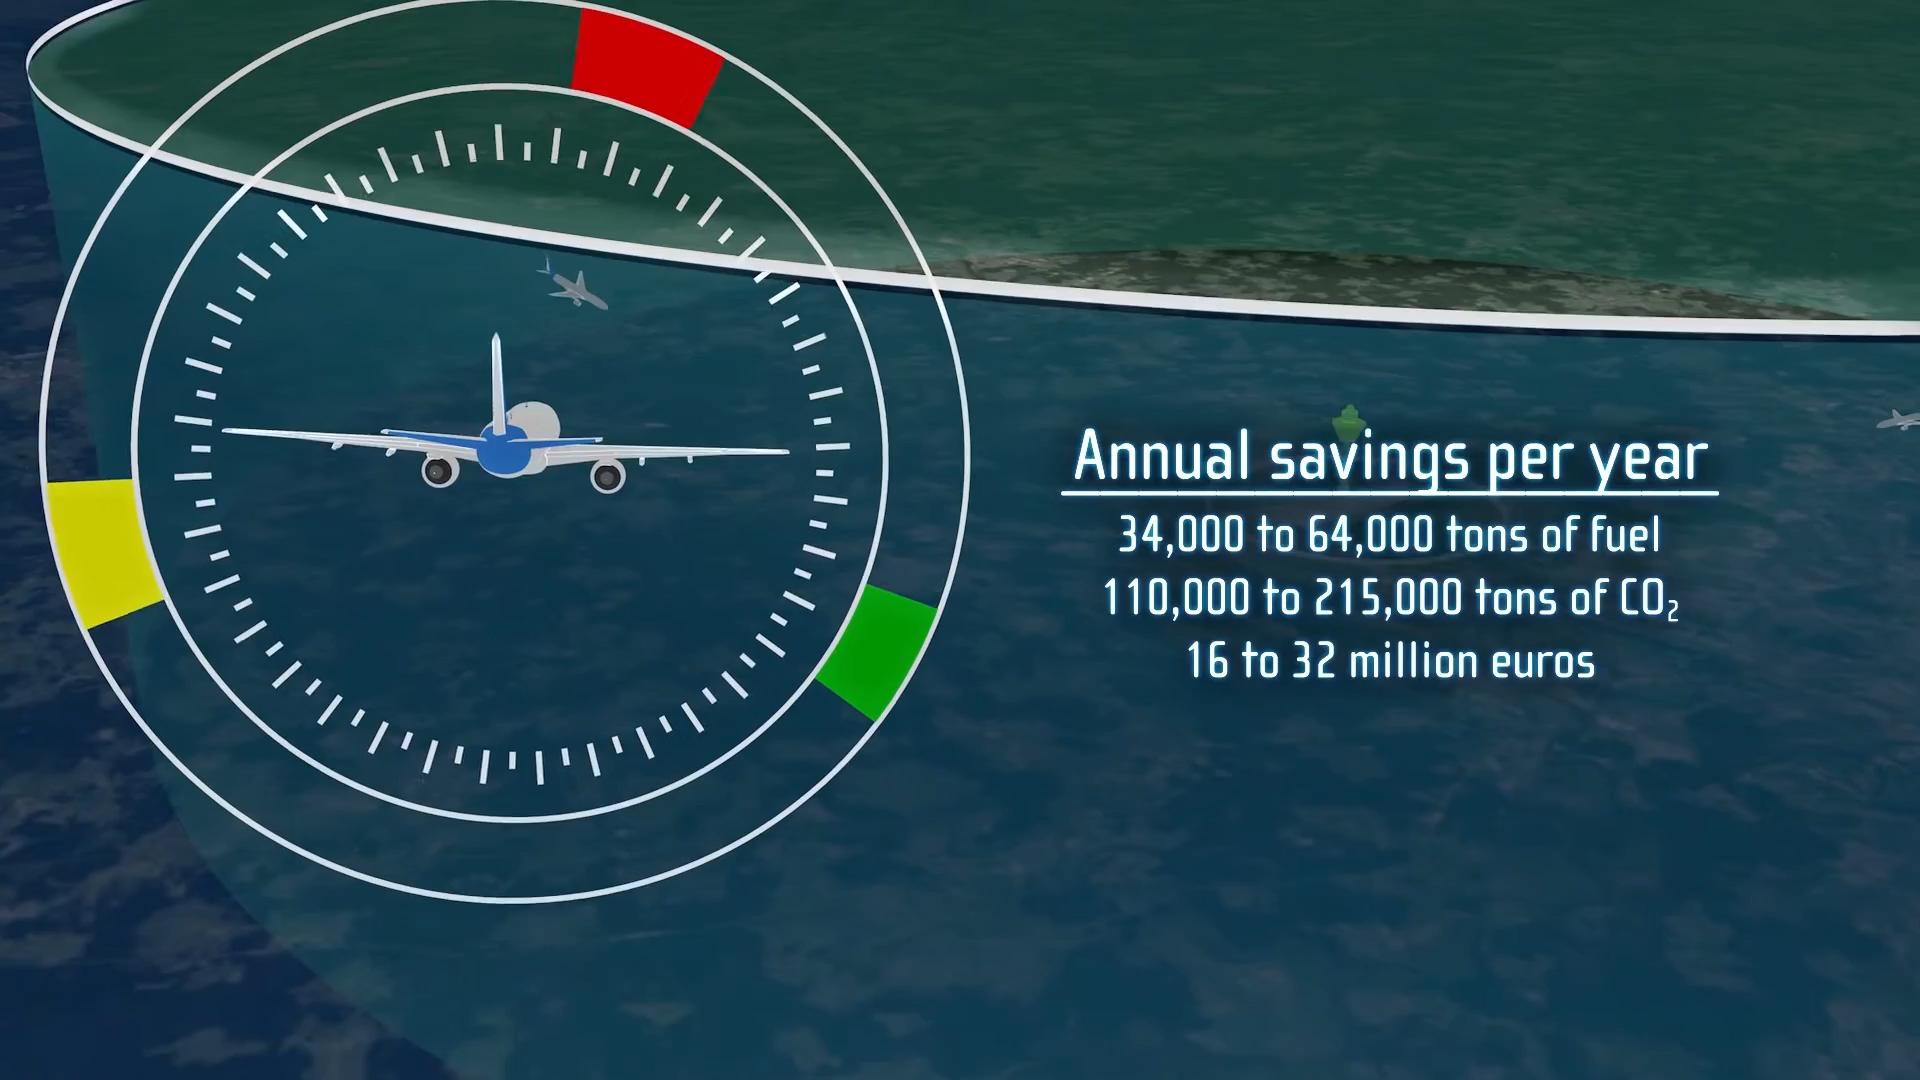 Annual savings per year
34,000 to 64,000 tons of fuel
110,000 to 215,000 tons of CO₂
16 to 32 million euros